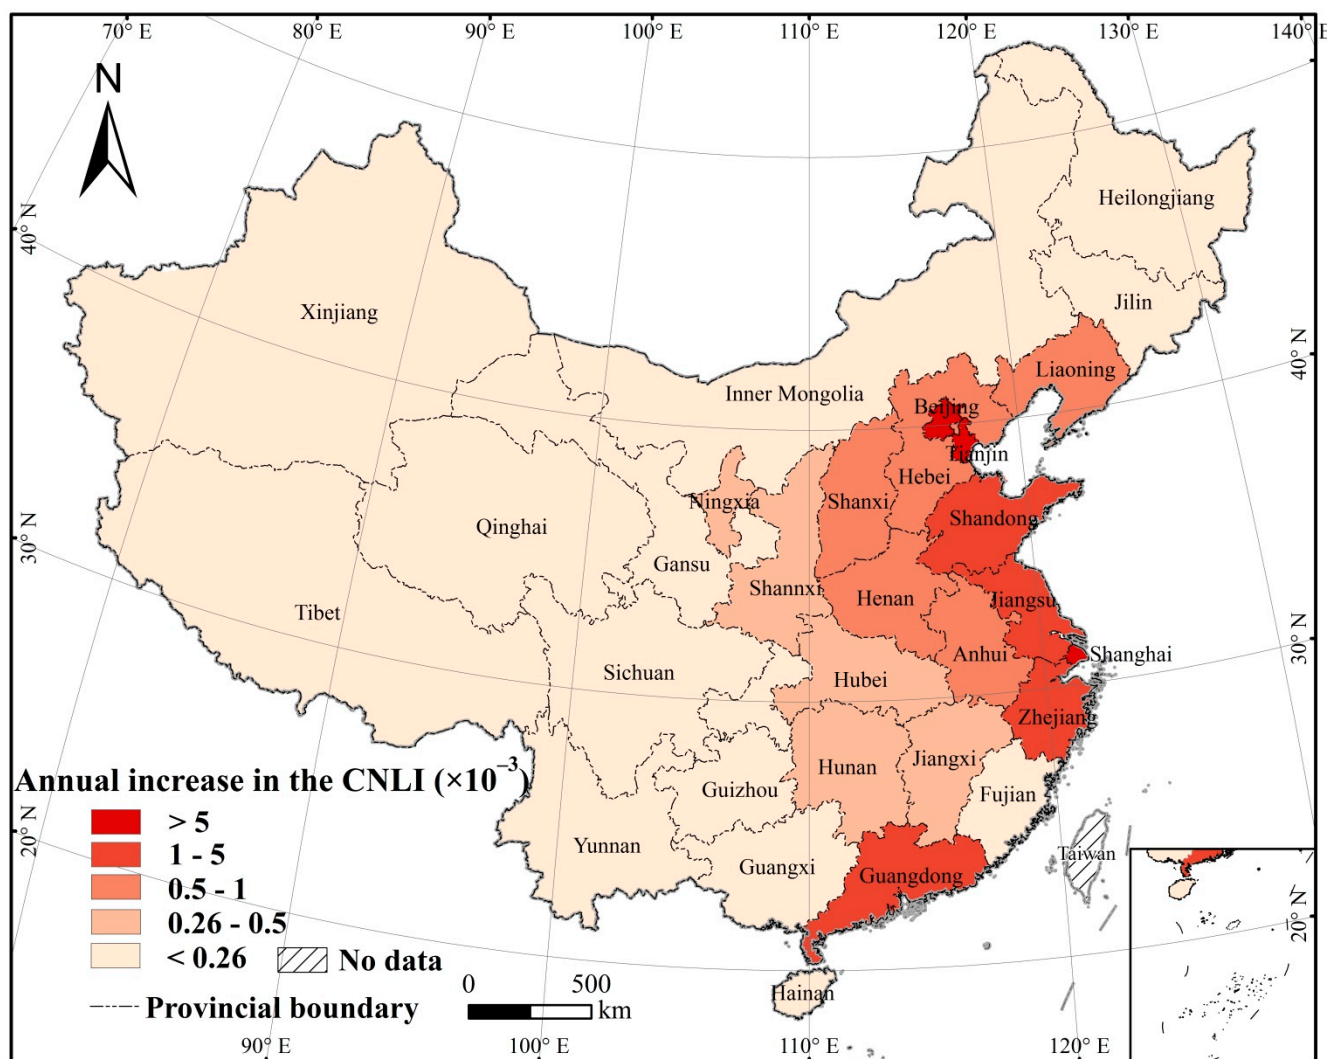 70° E
80° E
90° E
100° E
110° E
120° E
130° E
140° E
N
40° N
30° N
20° N
40° N
30° N
20° N
Heilongjiang
Jilin
Xinjiang
Liaoning
Inner Mongolia
Beijing
Tianjin
Hebei
Ningxia
Shanxi
Shandong
Qinghai
Gansu
Shannxi
Henan
Jiangsu
Tibet
Anhui
Shanghai
Sichuan
Hubei
Zhejiang
Jiangxi
Hunan
Guizhou
Fujian
Yunnan
Guangxi
Guangdong
Taiwan
Hainan
Annual increase in the CNLI (×10⁻³)
> 5
1 - 5
0.5 - 1
0.26 - 0.5
< 0.26
No data
Provincial boundary
0 500
km
90° E
100° E
110° E
120° E